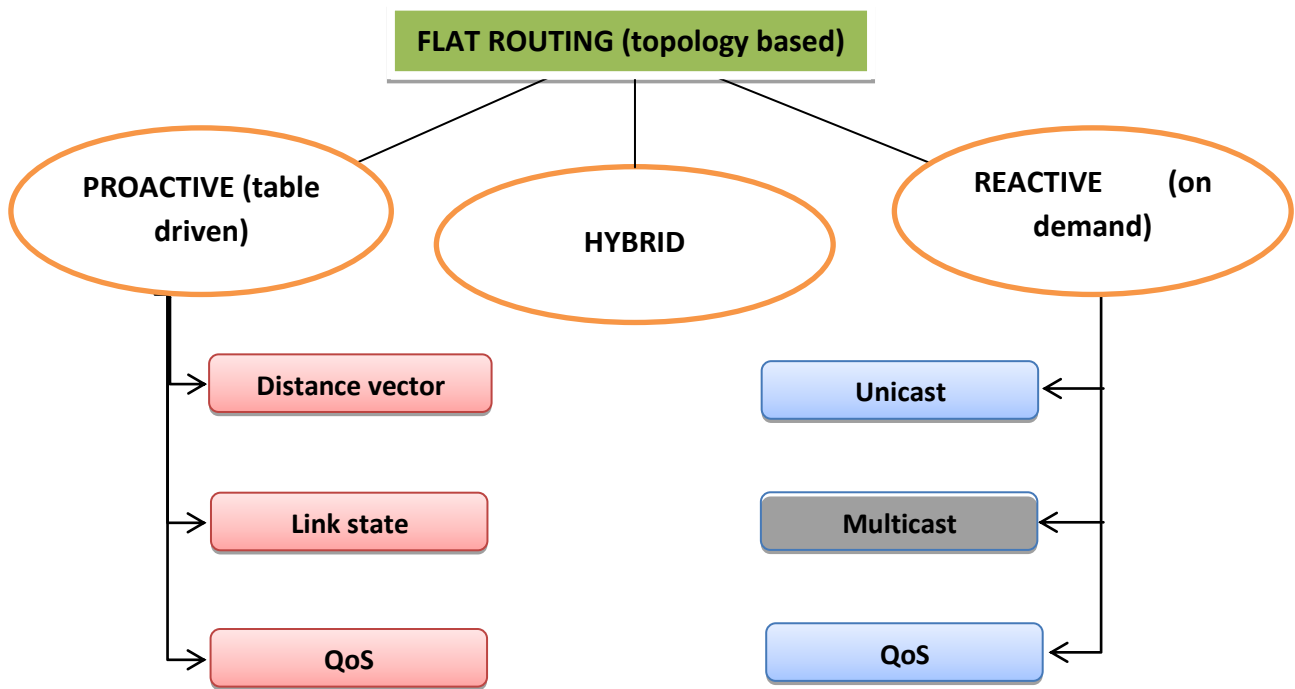 FLAT ROUTING (topology based)
PROACTIVE (table
driven)
HYBRID
REACTIVE (on
demand)
Distance vector
Link state
QoS
Unicast
Multicast
QoS